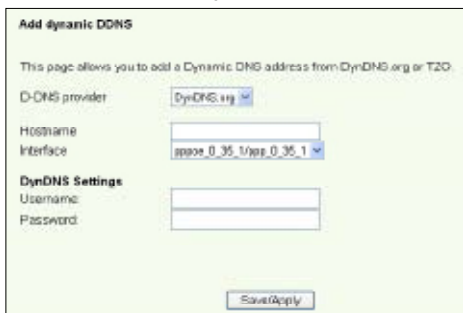 Add dynamic DDNS
This page allows you to add a Dynamic DNS address from DynDNS.org or TZO.
D-DNS provider DynDNS.org
Hostname
Interface pppoe_0_35_1/ppp_0_35_1
DynDNS Settings
Username:
Password:
Save/Apply